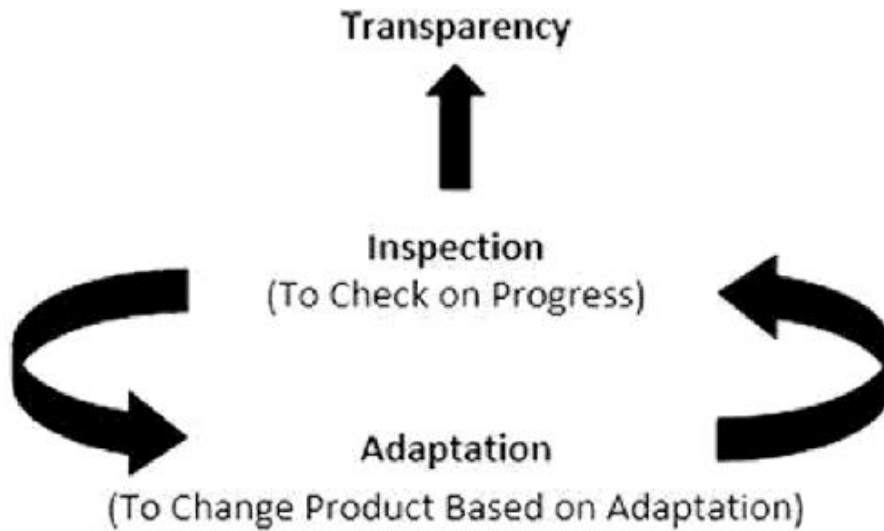 Transparency
Inspection
(To Check on Progress)
Adaptation
(To Change Product Based on Adaptation)